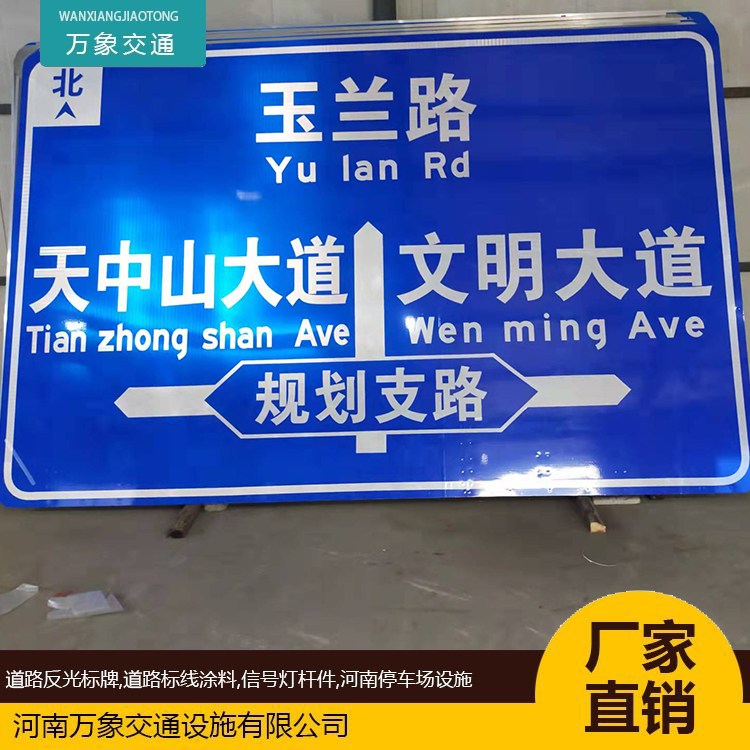 WANXIANGJIAOTONG
万象交通
北
玉兰路
Yu lan Rd
天中山大道
文明大道
Tian zhong shan Ave
Wen ming Ave
规划支路
道路反光标牌,道路标线涂料,信号灯杆件,河南停车场设施
河南万象交通设施有限公司
厂家
直销